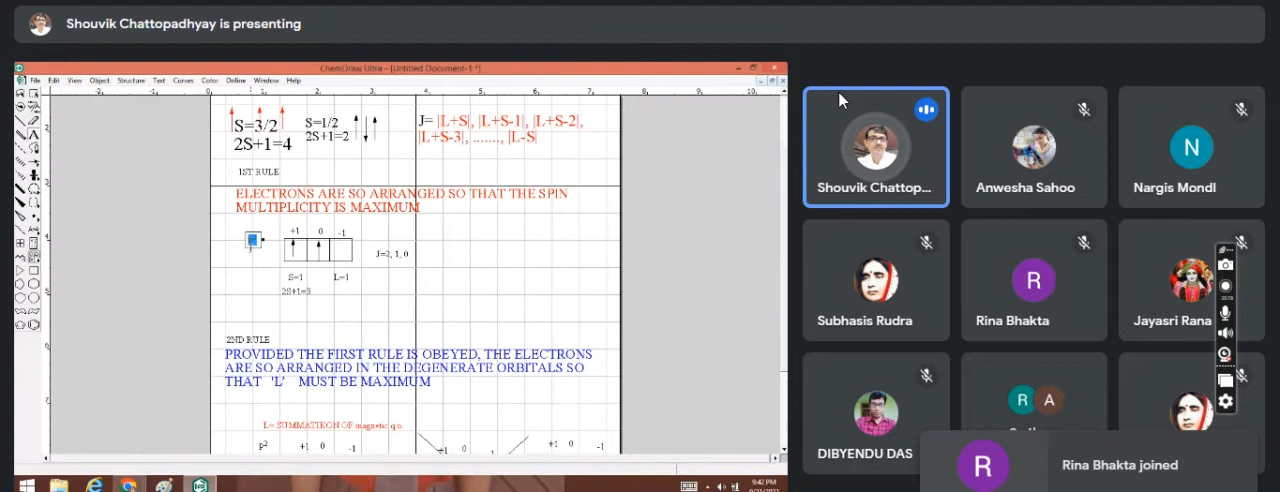 Shouvik Chattopadhyay is presenting
ChemDraw Ultra - [Untitled Document-1 *]
File Edit View Object Structure Text Curves Color Online Window Help
S=3/2
2S+1=4
S=1/2
2S+1=2
J= |L+S|, |L+S-1|, |L+S-2|,
|L+S-3|, ......., |L-S|
1ST RULE
ELECTRONS ARE SO ARRANGED SO THAT THE SPIN
MULTIPLICITY IS MAXIMUM
+1 0 -1
J=2, 1, 0
S=1 L=1
2S+1=3
2ND RULE
PROVIDED THE FIRST RULE IS OBEYED, THE ELECTRONS
ARE SO ARRANGED IN THE DEGENERATE ORBITALS SO
THAT 'L' MUST BE MAXIMUM
L= SUMMATIKON OF magnetic q.n.
p² +1 0 -1
+1 0
+1 0 -1
9:42 PM
Shouvik Chattop...
Anwesha Sahoo
N
Nargis Mondl
Subhasis Rudra
R
Rina Bhakta
Jayasri Rana
DIBYENDU DAS
R A
R
Rina Bhakta joined